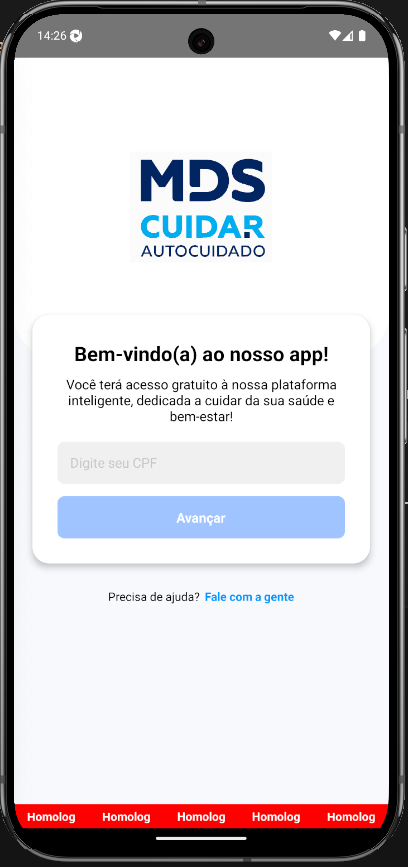 14:26
MDS
CUIDAR
AUTOCUIDADO
Bem-vindo(a) ao nosso app!
Você terá acesso gratuito à nossa plataforma
inteligente, dedicada a cuidar da sua saúde e
bem-estar!
Digite seu CPF
Avançar
Precisa de ajuda? Fale com a gente
Homolog Homolog Homolog Homolog Homolog